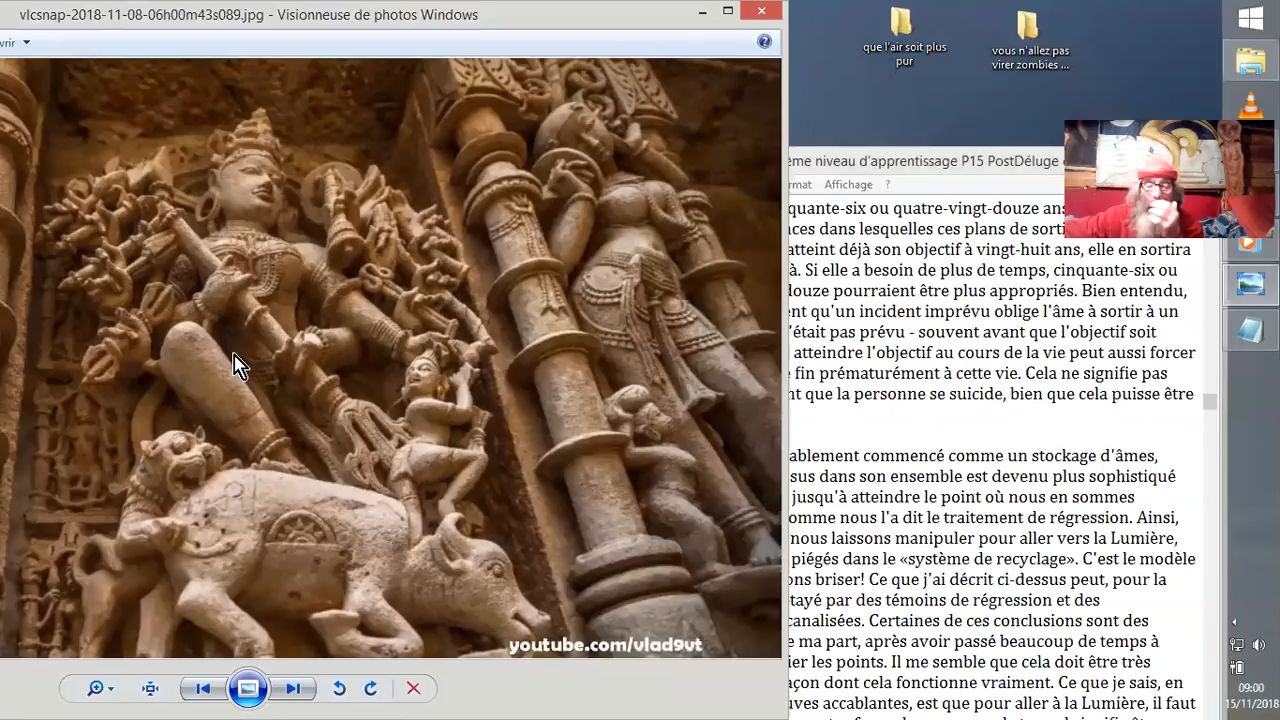 vlcsnap-2018-11-08-06h00m43s089.jpg - Visionneuse de photos Windows
vrir
que l'air soit plus
pur
vous n'allez pas
virer zombies ...
ème niveau d'apprentissage P15 PostDéluge
rmat Affichage ?
quante-six ou quatre-vingt-douze ans
ces dans lesquelles ces plans de sorti
atteint déjà son objectif à vingt-huit ans, elle en sortira
à. Si elle a besoin de plus de temps, cinquante-six ou
douze pourraient être plus appropriés. Bien entendu,
nt qu'un incident imprévu oblige l'âme à sortir à un
'était pas prévu - souvent avant que l'objectif soit
atteindre l'objectif au cours de la vie peut aussi forcer
e fin prématurément à cette vie. Cela ne signifie pas
nt que la personne se suicide, bien que cela puisse être
ablement commencé comme un stockage d'âmes,
sus dans son ensemble est devenu plus sophistiqué
jusqu'à atteindre le point où nous en sommes
omme nous l'a dit le traitement de régression. Ainsi,
nous laissons manipuler pour aller vers la Lumière,
piégés dans le «système de recyclage». C'est le modèle
ons briser! Ce que j'ai décrit ci-dessus peut, pour la
tayé par des témoins de régression et des
canalisées. Certaines de ces conclusions sont des
e ma part, après avoir passé beaucoup de temps à
ier les points. Il me semble que cela doit être très
açon dont cela fonctionne vraiment. Ce que je sais, en
uves accablantes, est que pour aller à la Lumière, il faut
youtube.com/vlad9vt
09:00
15/11/2018